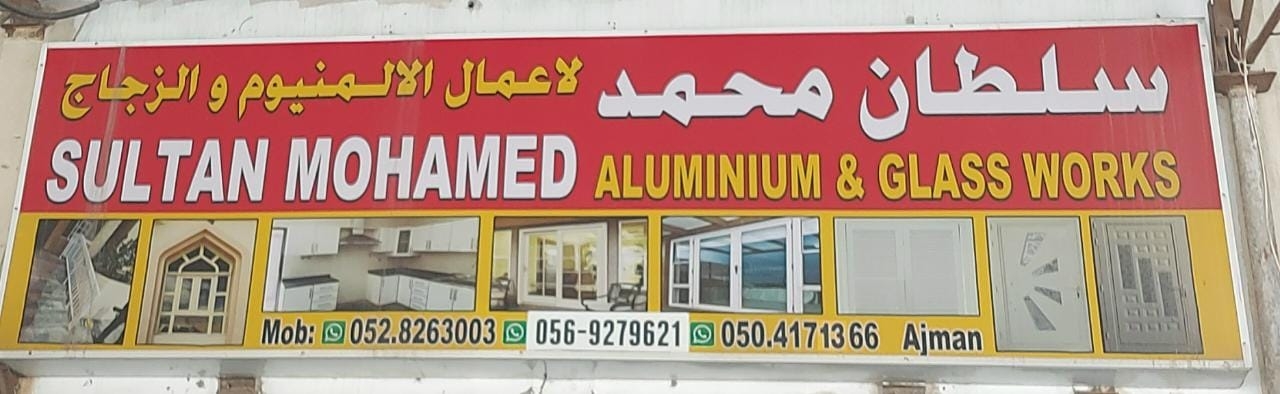 سلطان محمد لاعمال الالمنيوم و الزجاج
SULTAN MOHAMED ALUMINIUM & GLASS WORKS
Mob: 052.8263003 056-9279621 050.4171366 Ajman